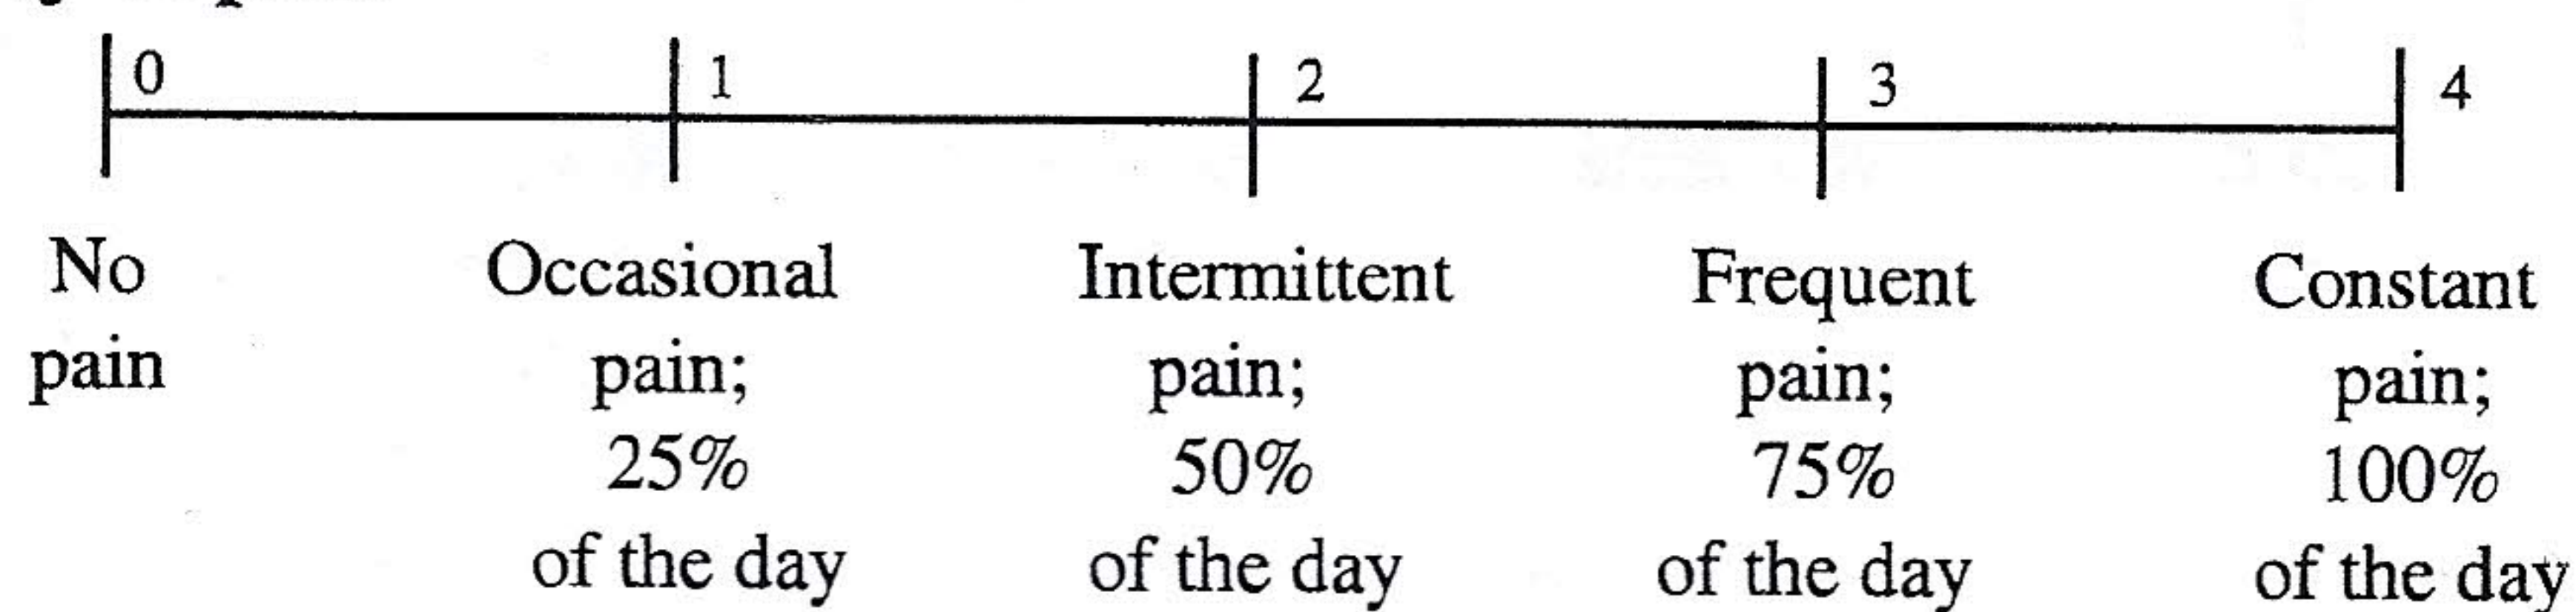 0 1 2 3 4
No Occasional Intermittent Frequent Constant
pain pain; pain; pain; pain;
25% 50% 75% 100%
of the day of the day of the day of the day